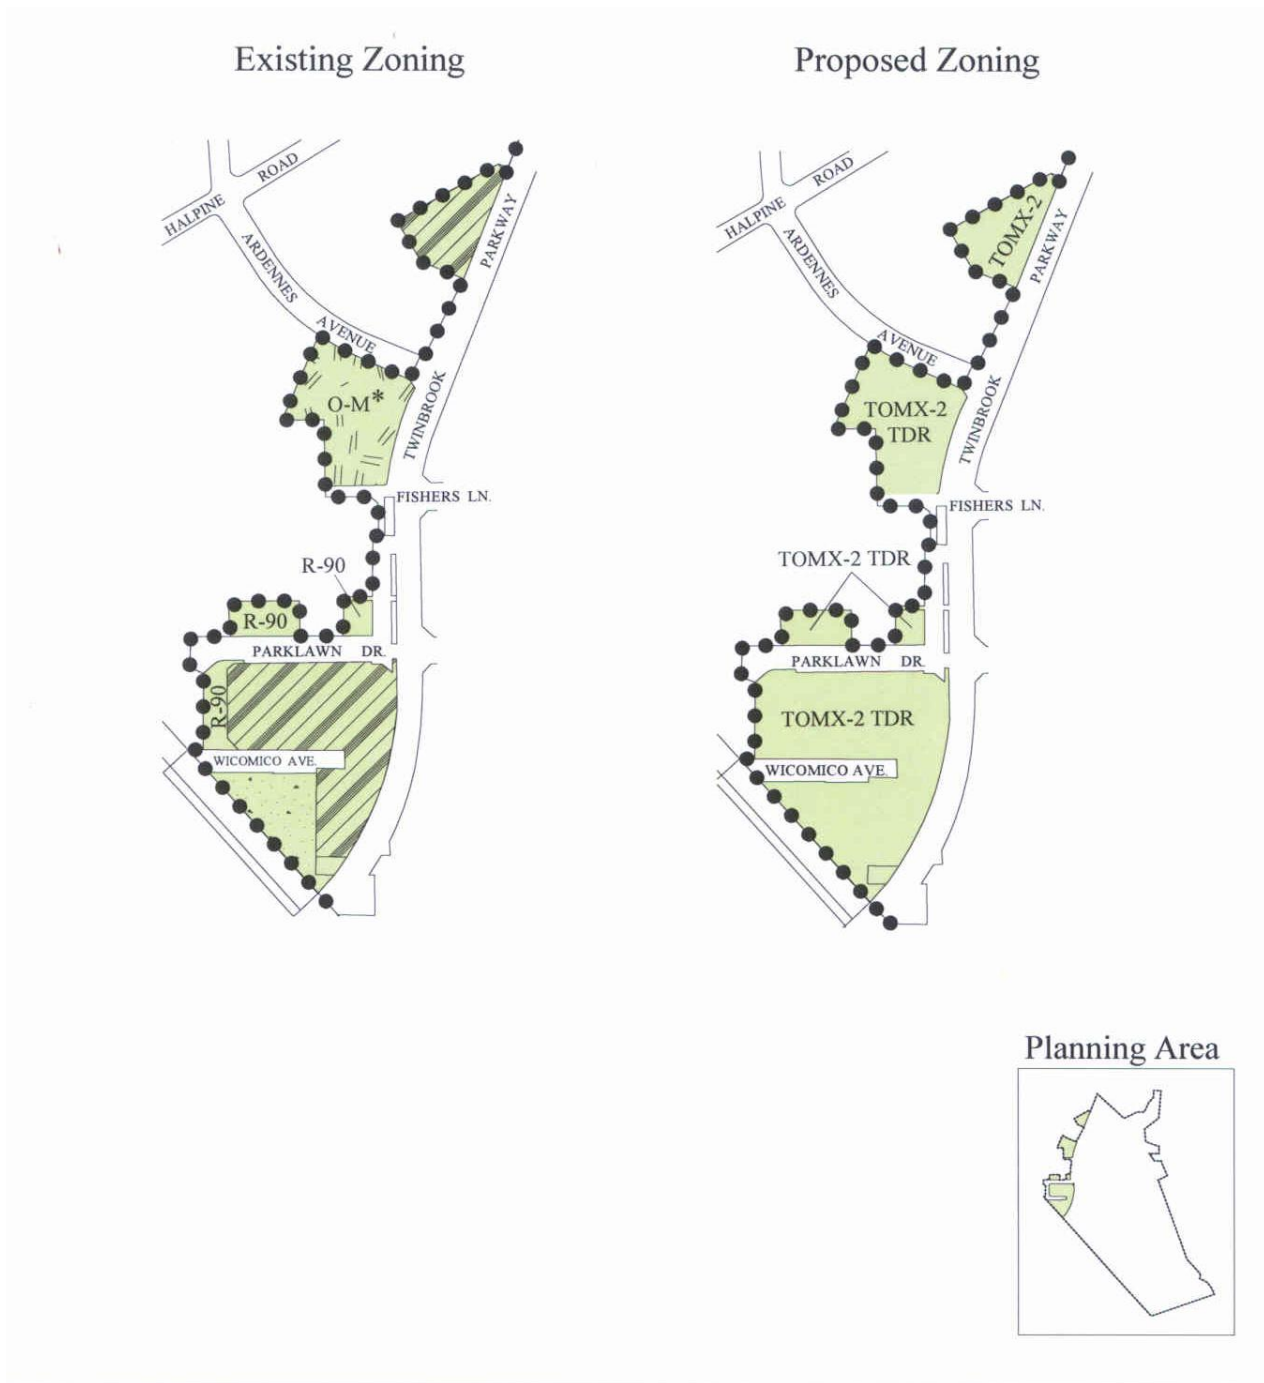 Existing Zoning
HALPINE
ROAD
ARDENNES
AVENUE
PARKWAY
TWINBROOK
O-M*
FISHERS LN.
R-90
R-90
PARKLAWN DR.
R-90
WICOMICO AVE.
Proposed Zoning
HALPINE
ROAD
ARDENNES
AVENUE
TOMX-2
PARKWAY
TWINBROOK
TOMX-2
TDR
FISHERS LN.
TOMX-2 TDR
PARKLAWN DR.
TOMX-2 TDR
WICOMICO AVE.
Planning Area